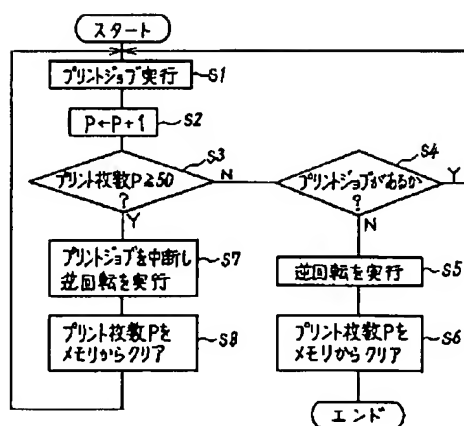 スタート
プリントジョブ実行
S1
P←P+1
S2
プリント枚数P≧50
?
S3
N
Y
プリントジョブがあるか
?
S4
Y
N
プリントジョブを中断し
逆回転を実行
S7
逆回転を実行
S5
プリント枚数Pを
メモリからクリア
S8
プリント枚数Pを
メモリからクリア
S6
エンド